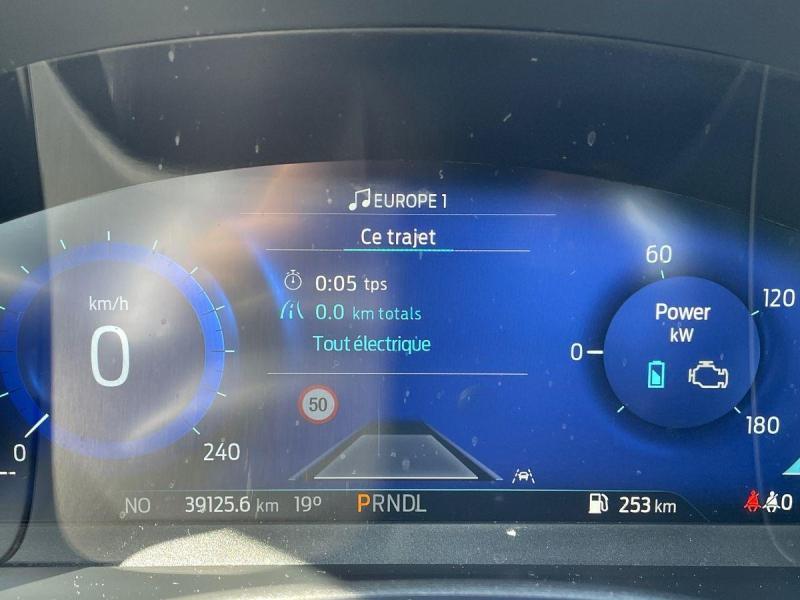 EUROPE 1
Ce trajet
0:05 tps
0.0 km totals
Tout électrique
50
km/h
0
0
240
Power
kW
0
60
120
180
NO 39125.6 km 19° PRNDL 253 km 0